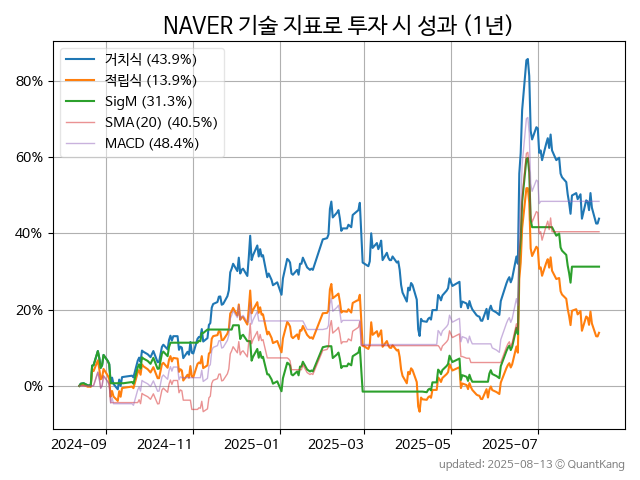 NAVER 기술 지표로 투자 시 성과 (1년)
거치식 (43.9%)
적립식 (13.9%)
SigM (31.3%)
SMA(20) (40.5%)
MACD (48.4%)
80%
60%
40%
20%
0%
2024-09 2024-11 2025-01 2025-03 2025-05 2025-07
updated: 2025-08-13 © QuantKang